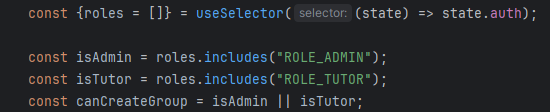 const {roles = []} = useSelector( selector: (state) => state.auth);
const isAdmin = roles.includes("ROLE_ADMIN");
const isTutor = roles.includes("ROLE_TUTOR");
const canCreateGroup = isAdmin || isTutor;